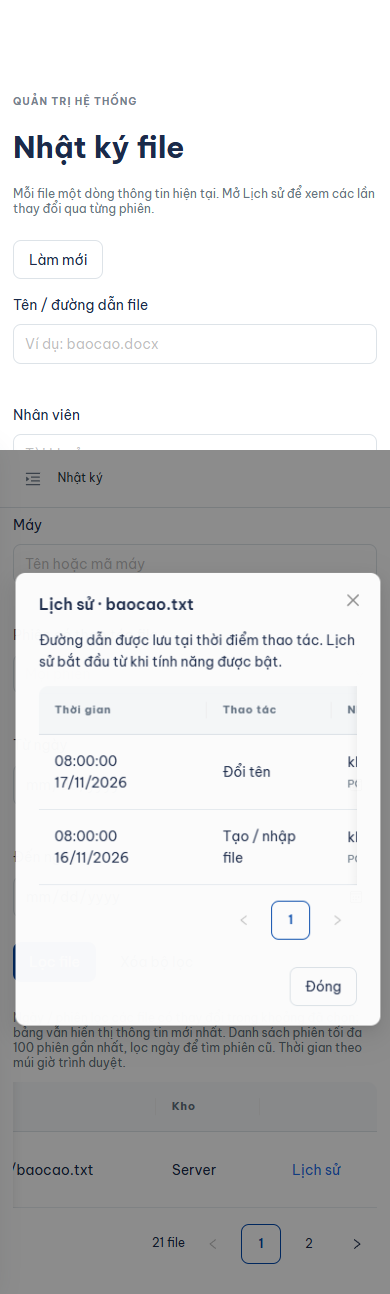 QUẢN TRỊ HỆ THỐNG
Nhật ký file
Mỗi file một dòng thông tin hiện tại. Mở Lịch sử để xem các lần
thay đổi qua từng phiên.
Làm mới
Tên / đường dẫn file
Ví dụ: baocao.docx
Nhân viên
Nhật ký
Máy
Tên hoặc mã máy
Lịch sử · baocao.txt
Đường dẫn được lưu tại thời điểm thao tác. Lịch
sử bắt đầu từ khi tính năng được bật.
Thời gian
Thao tác
08:00:00
17/11/2026
Đổi tên
08:00:00
16/11/2026
Tạo / nhập
file
1
Đóng
bảng vẫn hiển thị thông tin mới nhất. Danh sách phiên tối đa
100 phiên gần nhất, lọc ngày để tìm phiên cũ. Thời gian theo
múi giờ trình duyệt.
Kho
/baocao.txt
Server
Lịch sử
21 file
1
2